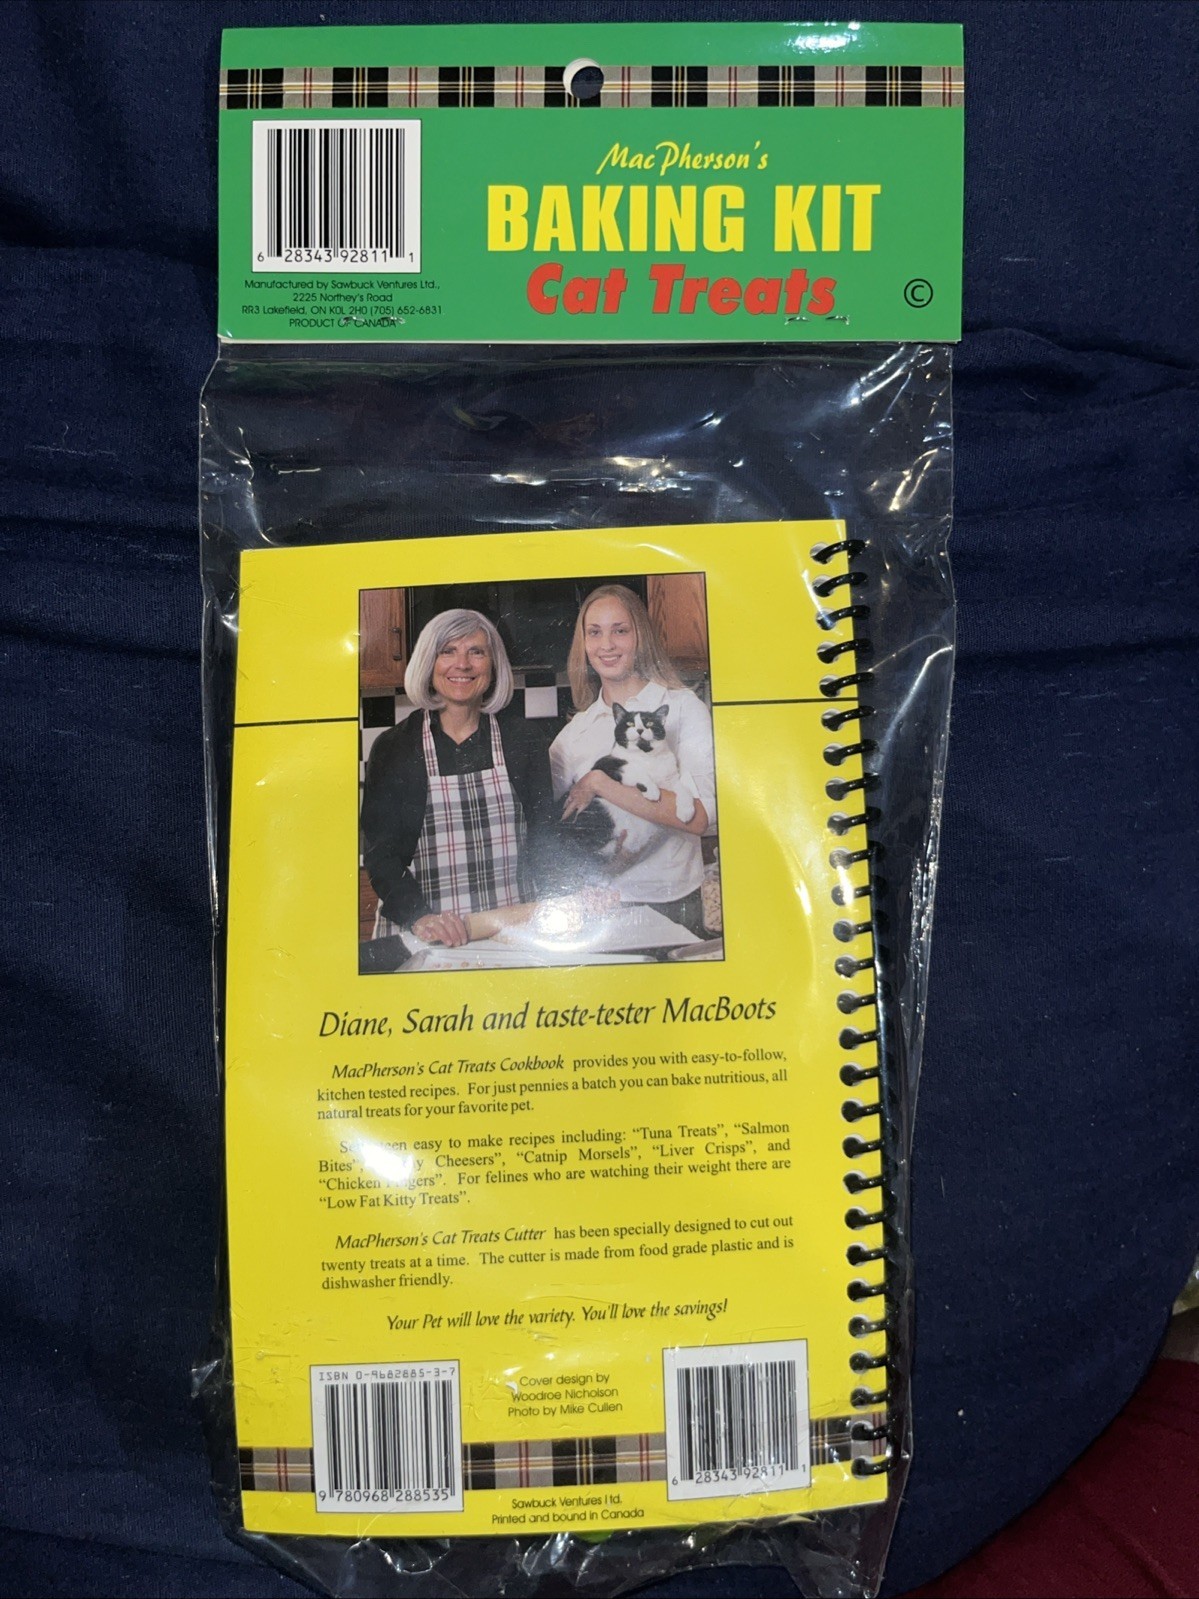 MacPherson's
BAKING KIT
Cat Treats
©
6 28343 92811 1
Manufactured by Sawbuck Ventures Ltd.,
2225 Northey's Road
RR3 Lakefield, ON K0L 2H0 (705) 652-6831
PRODUCT OF CANADA
Diane, Sarah and taste-tester MacBoots
MacPherson's Cat Treats Cookbook provides you with easy-to-follow,
kitchen tested recipes. For just pennies a batch you can bake nutritious, all
natural treats for your favorite pet.
easy to make recipes including: “Tuna Treats”, “Salmon
Bites”, Cheesers”, “Catnip Morsels”, “Liver Crisps”, and
“Chicken Fingers”. For felines who are watching their weight there are
“Low Fat Kitty Treats”.
MacPherson's Cat Treats Cutter has been specially designed to cut out
twenty treats at a time. The cutter is made from food grade plastic and is
dishwasher friendly.
Your Pet will love the variety. You'll love the savings!
ISBN 0-9682885-3-7
9 780968 288535
Cover design by
Woodroe Nicholson
Photo by Mike Cullen
6 28343 92811 1
Sawbuck Ventures Ltd.
Printed and bound in Canada